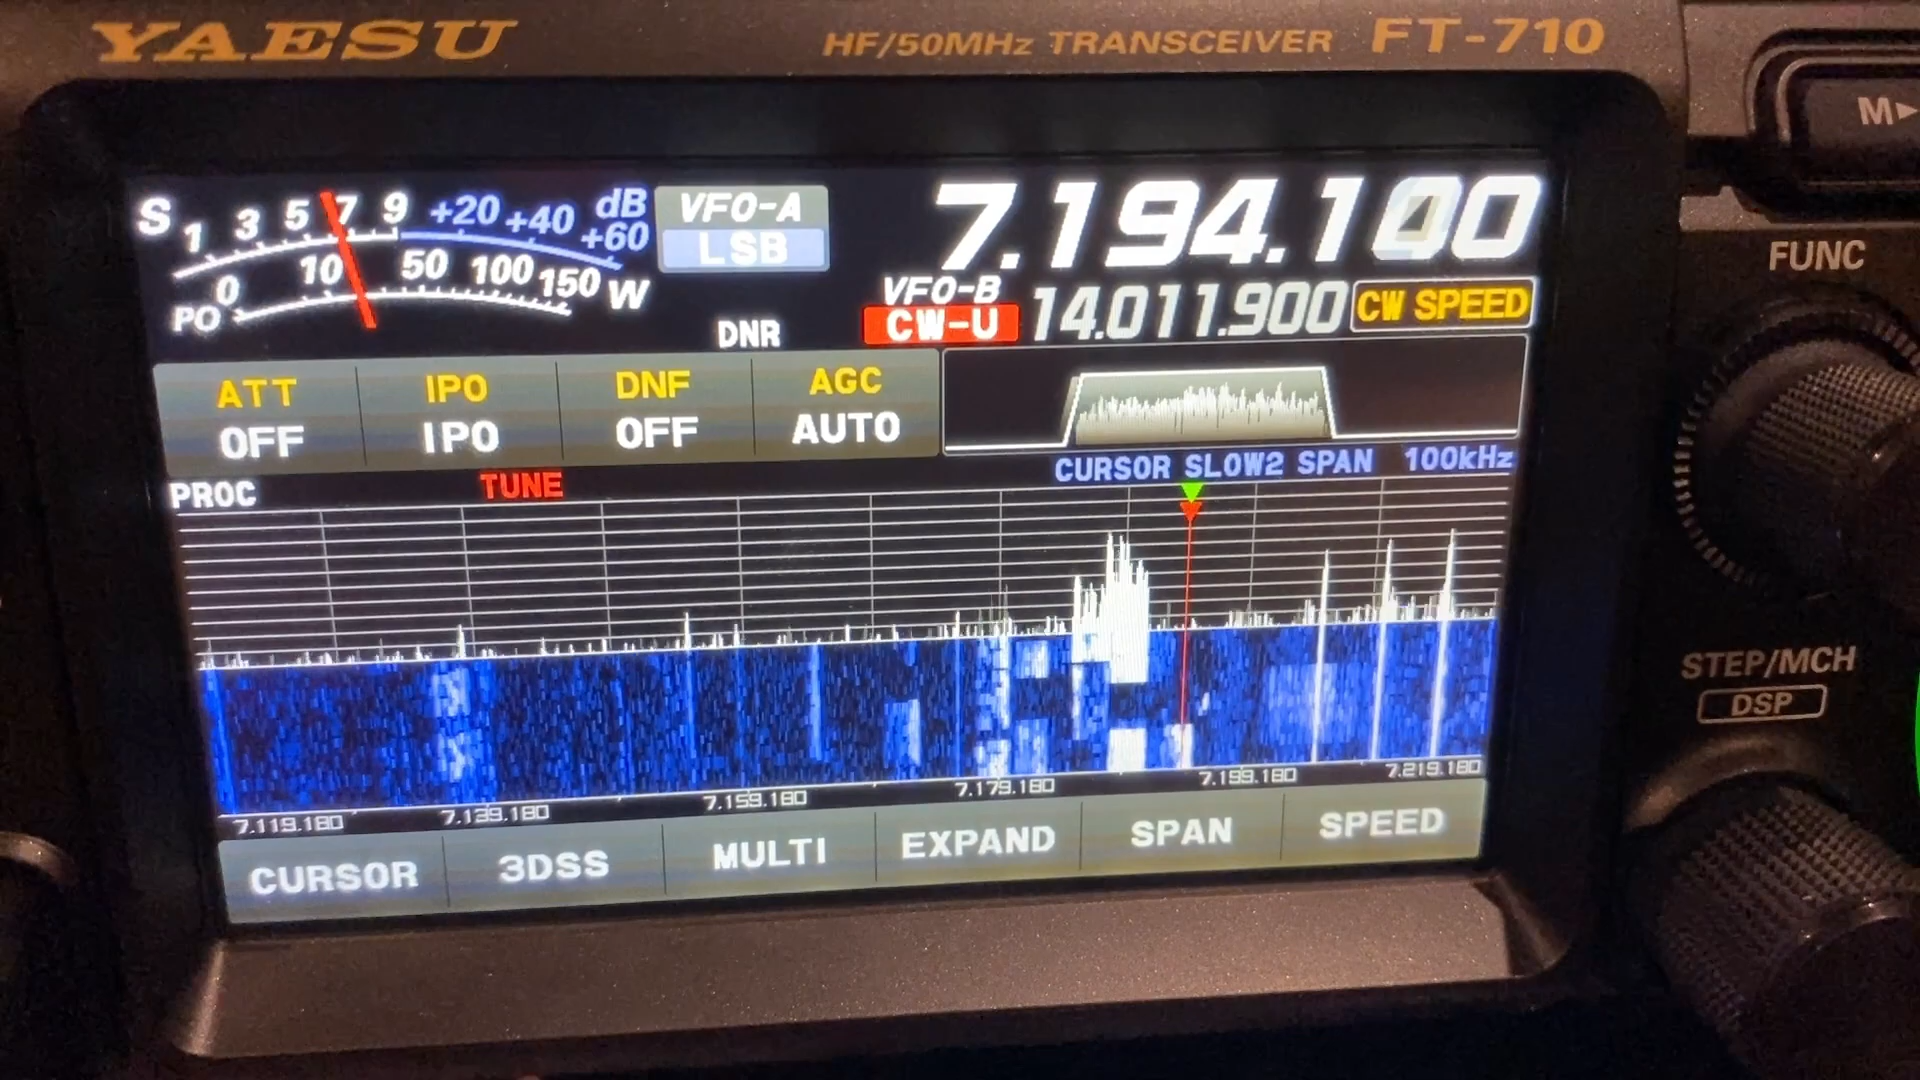 YAESU HF/50MHz TRANSCEIVER FT-710
M►
S 1 3 5 7 9 +20 +40 +60 dB
PO 0 10 50 100 150 W
VFO-A
LSB
7.194.100
VFO-B
CW-U
14.011.900
CW SPEED
DNR
ATT IPO DNF AGC
OFF IPO OFF AUTO
CURSOR SLOW2 SPAN 100kHz
PROC TUNE
7.119.180 7.139.180 7.159.180 7.179.180 7.199.180 7.219.180
CURSOR 3DSS MULTI EXPAND SPAN SPEED
FUNC
STEP/MCH
DSP